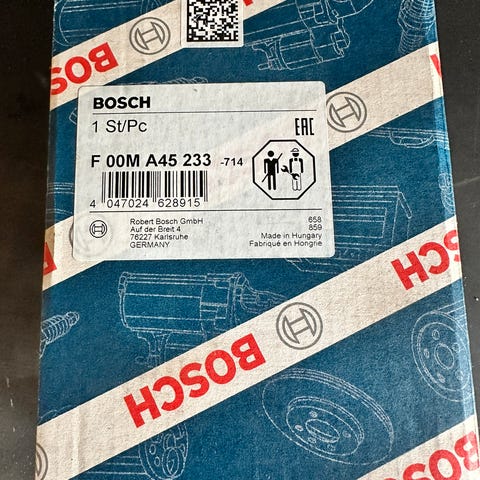 BOSCH
BOSCH
BOSCH
1 St/Pc
EAC
F 00M A45 233 -714
4 047024 628915
Robert Bosch GmbH
Auf der Breit 4
76227 Karlsruhe
GERMANY
658
859
Made in Hungary
Fabriqué en Hongrie
BOSCH
BOSCH
BOSCH